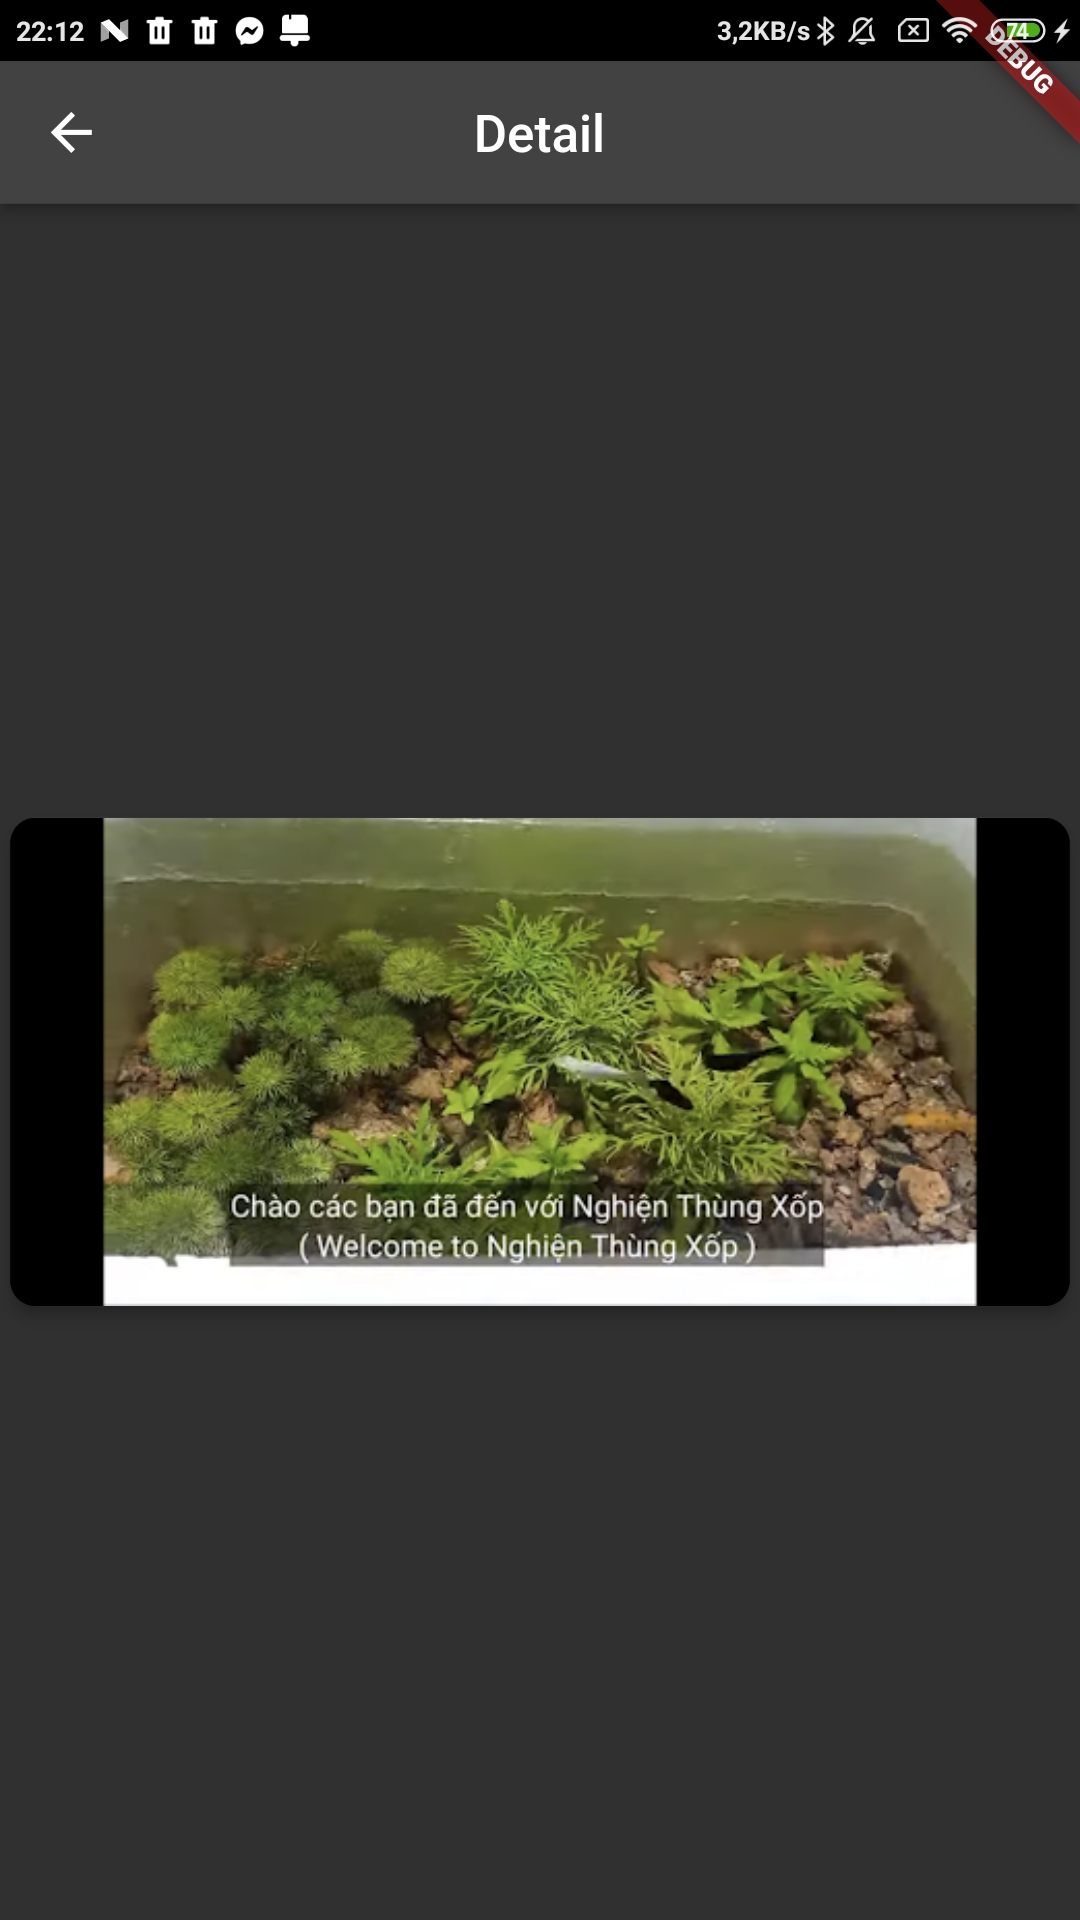 22:12
3,2KB/s
74
DEBUG
Detail
Chào các bạn đã đến với Nghiện Thùng Xốp
( Welcome to Nghiện Thùng Xốp )